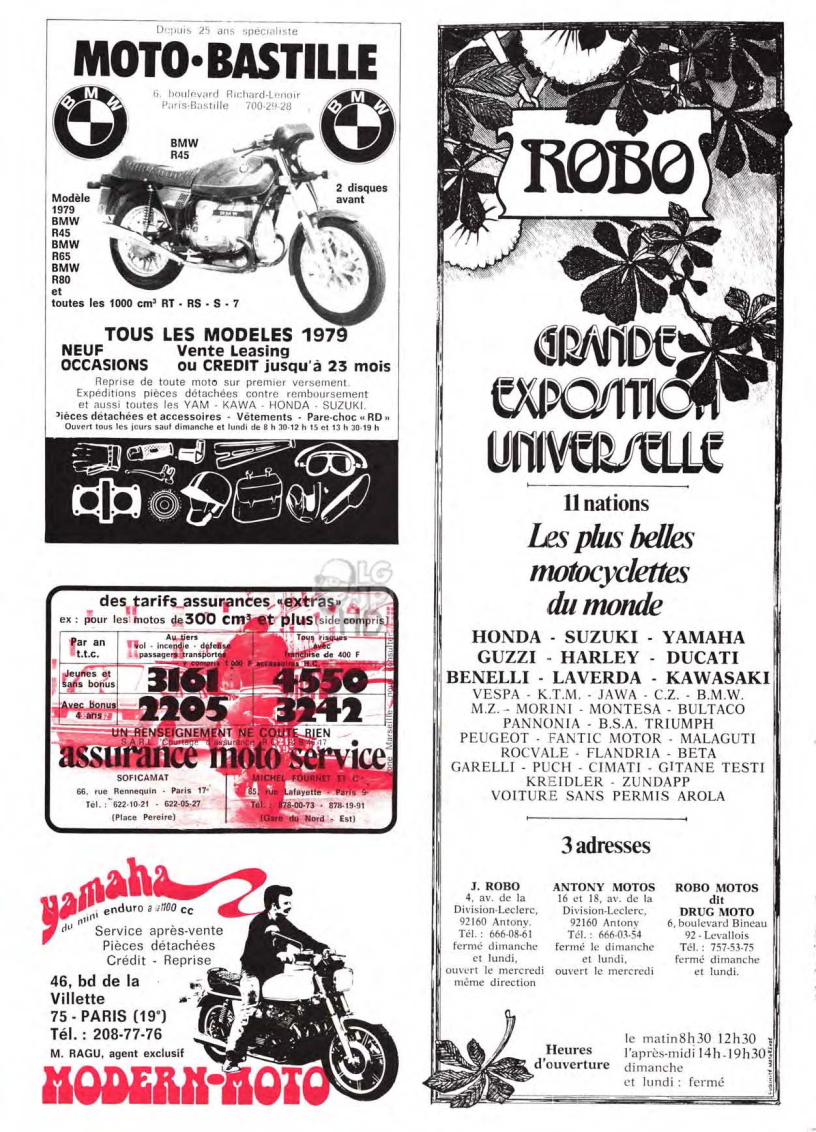 Depuis 25 ans spécialiste
MOTO·BASTILLE
6, boulevard Richard-Lenoir
Paris-Bastille 700-29-28
BMW
BMW
BMW
R45
2 disques
avant
Modèle
1979
BMW
R45
BMW
R65
BMW
R80
et
toutes les 1000 cm³ RT - RS - S - 7
TOUS LES MODELES 1979
NEUF Vente Leasing
OCCASIONS ou CREDIT jusqu'à 23 mois
Reprise de toute moto sur premier versement.
Expéditions pièces détachées contre remboursement
et aussi toutes les YAM - KAWA - HONDA - SUZUKI.
Pièces détachées et accessoires - Vêtements - Pare-choc « RD »
Ouvert tous les jours sauf dimanche et lundi de 8 h 30-12 h 15 et 13 h 30-19 h
des tarifs assurances «extras»
ex : pour les motos de 300 cm³ et plus (side compris)
Par an
t.t.c.
Au tiers
vol - incendie - défense
passagers transportés
Tous risques
avec
franchise de 400 F
y compris 1 000 F accessoires H.C.
Jeunes et
sans bonus
3161 4550
Avec bonus
4 ans
2205 3242
UN RENSEIGNEMENT NE COUTE RIEN
assurance moto service
SOFICAMAT
66, rue Rennequin - Paris 17e
Tél. : 622-10-21 - 622-05-27
(Place Pereire)
MICHEL FOURNET ET Cie
85, rue Lafayette - Paris 9e
Tél. : 878-00-73 - 878-19-91
(Gare du Nord - Est)
yamaha
du mini enduro à la 1100 cc
Service après-vente
Pièces détachées
Crédit - Reprise
46, bd de la
Villette
75 - PARIS (19e)
Tél. : 208-77-76
M. RAGU, agent exclusif
MODERN-MOTO
ROBO
GRANDE
EXPOSITION
UNIVERSELLE
11 nations
Les plus belles
motocyclettes
du monde
HONDA - SUZUKI - YAMAHA
GUZZI - HARLEY - DUCATI
BENELLI - LAVERDA - KAWASAKI
VESPA - K.T.M. - JAWA - C.Z. - B.M.W.
M.Z. - MORINI - MONTESA - BULTACO
PANNONIA - B.S.A. TRIUMPH
PEUGEOT - FANTIC MOTOR - MALAGUTI
ROCVALE - FLANDRIA - BETA
GARELLI - PUCH - CIMATI - GITANE TESTI
KREIDLER - ZUNDAPP
VOITURE SANS PERMIS AROLA
3 adresses
J. ROBO
4, av. de la
Division-Leclerc,
92160 Antony.
Tél. : 666-08-61
fermé dimanche
et lundi,
ouvert le mercredi
même direction
ANTONY MOTOS
16 et 18, av. de la
Division-Leclerc,
92160 Antony
Tél. : 666-03-54
fermé le dimanche
et lundi,
ouvert le mercredi
ROBO MOTOS
dit
DRUG MOTO
6, boulevard Bineau
92 - Levallois
Tél. : 757-53-75
fermé dimanche
et lundi.
Heures
d'ouverture
le matin 8h30 12h30
l'après-midi 14h-19h30
dimanche
et lundi : fermé